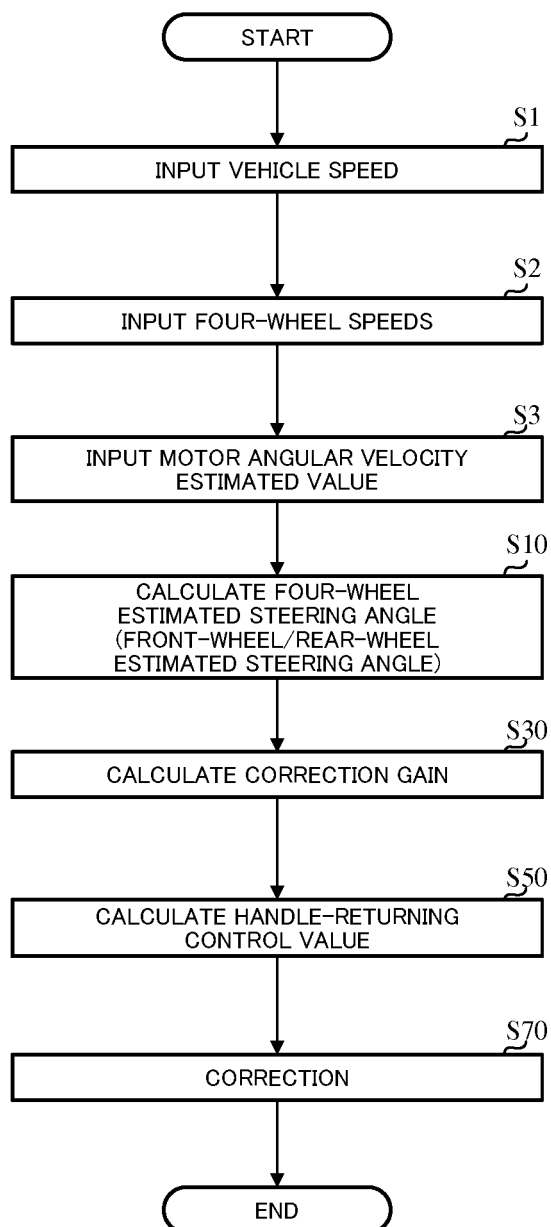 START
S1
INPUT VEHICLE SPEED
S2
INPUT FOUR-WHEEL SPEEDS
S3
INPUT MOTOR ANGULAR VELOCITY
ESTIMATED VALUE
S10
CALCULATE FOUR-WHEEL
ESTIMATED STEERING ANGLE
(FRONT-WHEEL/REAR-WHEEL
ESTIMATED STEERING ANGLE)
S30
CALCULATE CORRECTION GAIN
S50
CALCULATE HANDLE-RETURNING
CONTROL VALUE
S70
CORRECTION
END